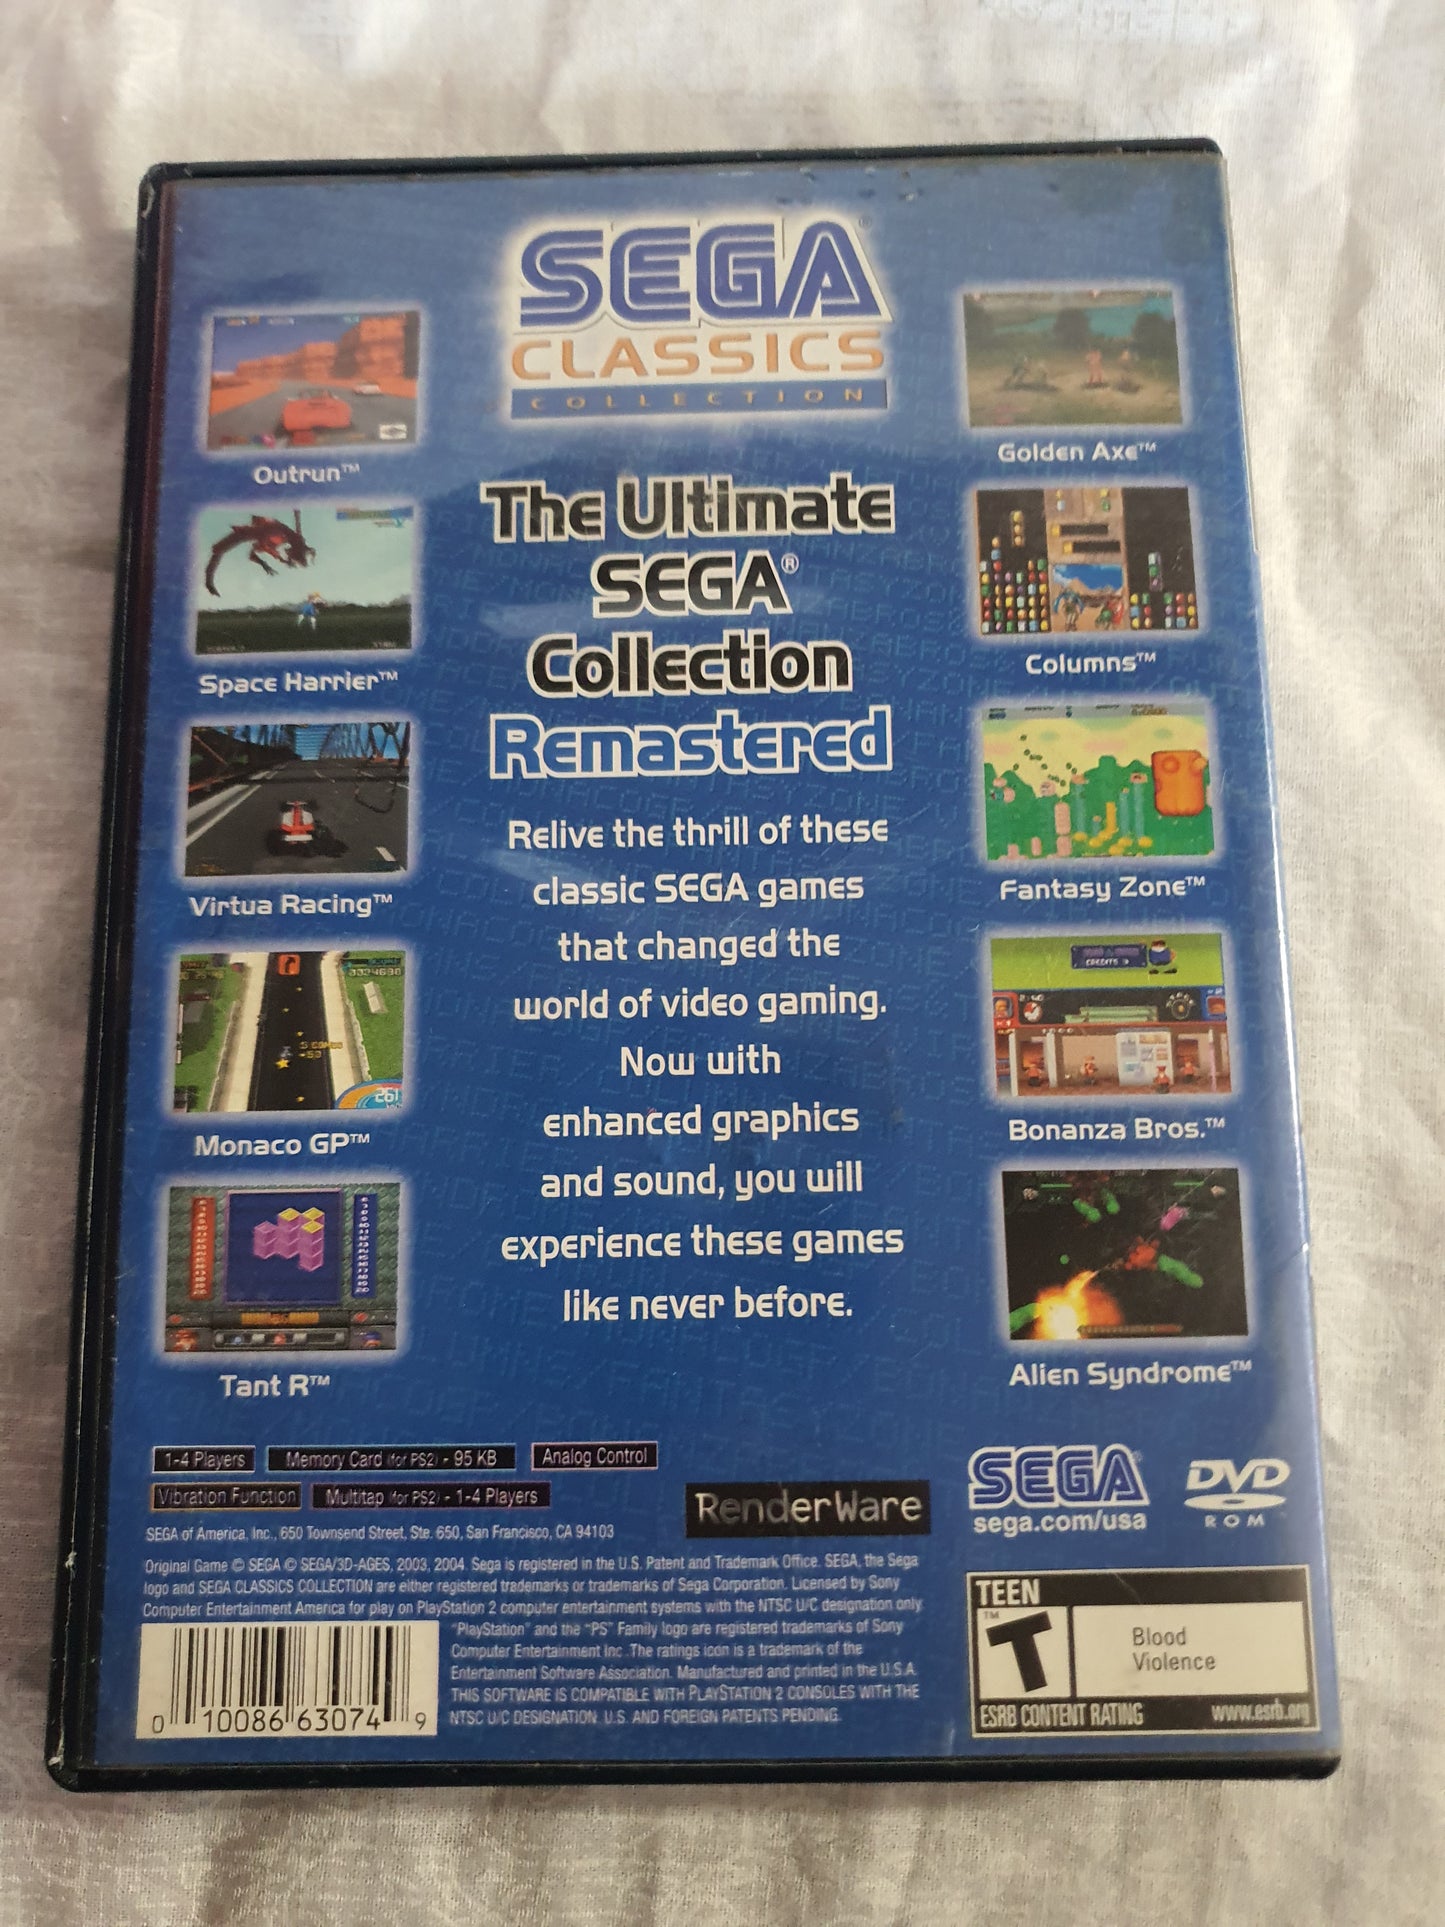 SEGA®
CLASSICS
COLLECTION
The Ultimate
SEGA®
Collection
Remastered
Relive the thrill of these
classic SEGA games
that changed the
world of video gaming.
Now with
enhanced graphics
and sound, you will
experience these games
like never before.
Outrun™
Space Harrier™
Virtua Racing™
Monaco GP™
Tant R™
Golden Axe™
Columns™
Fantasy Zone™
Bonanza Bros.™
Alien Syndrome™
1-4 Players
Memory Card (for PS2) - 95 KB
Analog Control
Vibration Function
Multitap (for PS2) - 1-4 Players
RenderWare
SEGA®
sega.com/usa
DVD
ROM
SEGA of America, Inc., 650 Townsend Street, Ste. 650, San Francisco, CA 94103
Original Game © SEGA © SEGA/3D-AGES, 2003, 2004. Sega is registered in the U.S. Patent and Trademark Office. SEGA, the Sega
logo and SEGA CLASSICS COLLECTION are either registered trademarks or trademarks of Sega Corporation. Licensed by Sony
Computer Entertainment America for play on PlayStation 2 computer entertainment systems with the NTSC U/C designation only.
"PlayStation" and the "PS" Family logo are registered trademarks of Sony
Computer Entertainment Inc. The ratings icon is a trademark of the
Entertainment Software Association. Manufactured and printed in the U.S.A.
THIS SOFTWARE IS COMPATIBLE WITH PLAYSTATION 2 CONSOLES WITH THE
NTSC U/C DESIGNATION. U.S. AND FOREIGN PATENTS PENDING.
0 10086 63074 9
TEEN
T™
Blood
Violence
ESRB CONTENT RATING
www.esrb.org